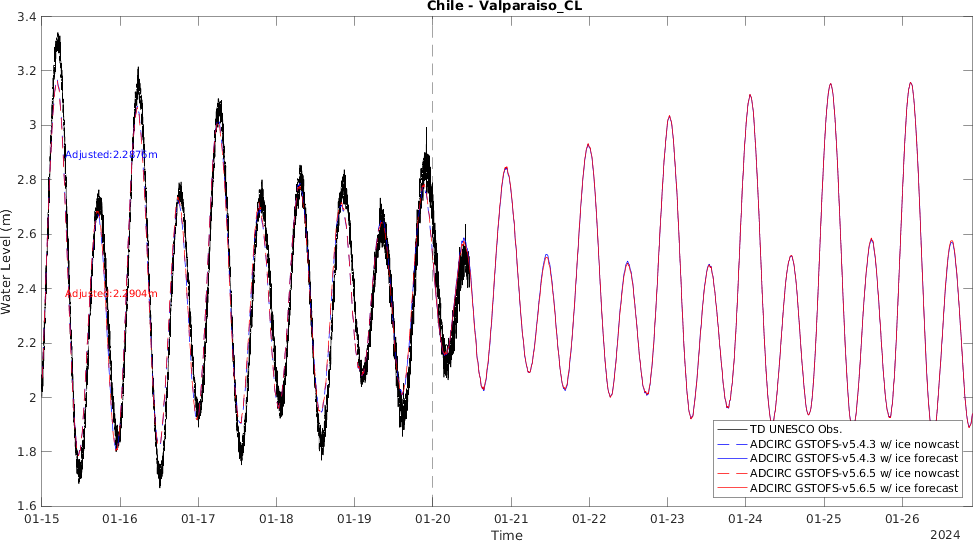 Chile - Valparaiso_CL
3.4
3.2
3
2.8
2.6
2.4
2.2
2
1.8
1.6
Water Level (m)
Adjusted:2.2876m
Adjusted:2.2904m
TD UNESCO Obs.
ADCIRC GSTOFS-v5.4.3 w/ ice nowcast
ADCIRC GSTOFS-v5.4.3 w/ ice forecast
ADCIRC GSTOFS-v5.6.5 w/ ice nowcast
ADCIRC GSTOFS-v5.6.5 w/ ice forecast
01-15 01-16 01-17 01-18 01-19 01-20 01-21 01-22 01-23 01-24 01-25 01-26
Time
2024